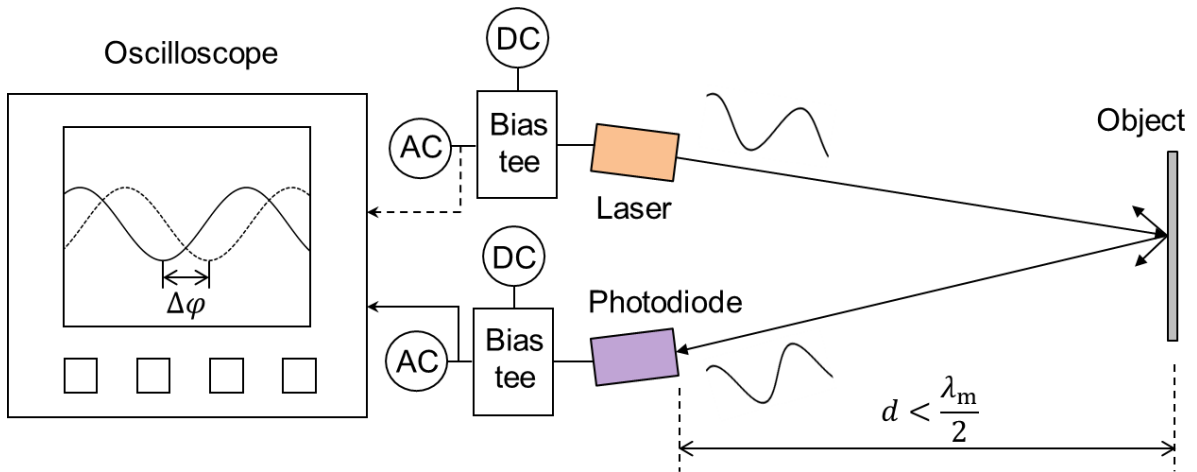 Oscilloscope
DC
AC
Bias
tee
Laser
Object
Δφ
DC
AC
Bias
tee
Photodiode
d < λm/2